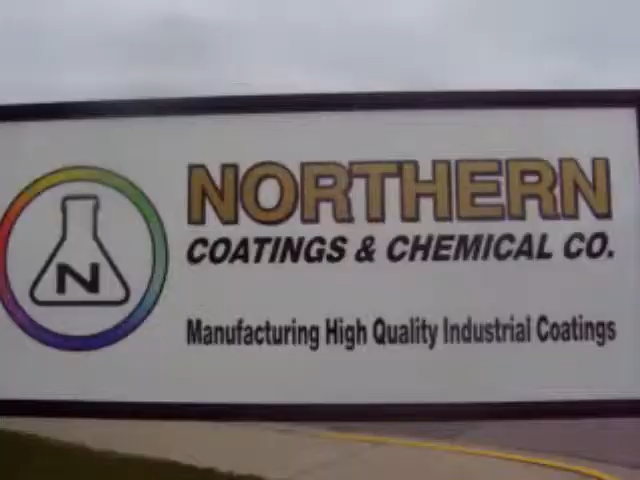 N
NORTHERN
COATINGS & CHEMICAL CO.
Manufacturing High Quality Industrial Coatings